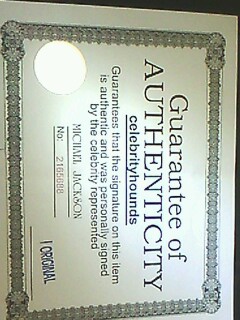 Guarantee of
AUTHENTICITY
celebrityhounds
Guarantees that the signature on this item
is authentic and was personally signed
by the celebrity represented
MICHAEL JACKSON
No: 2165088
1 ORIGINAL